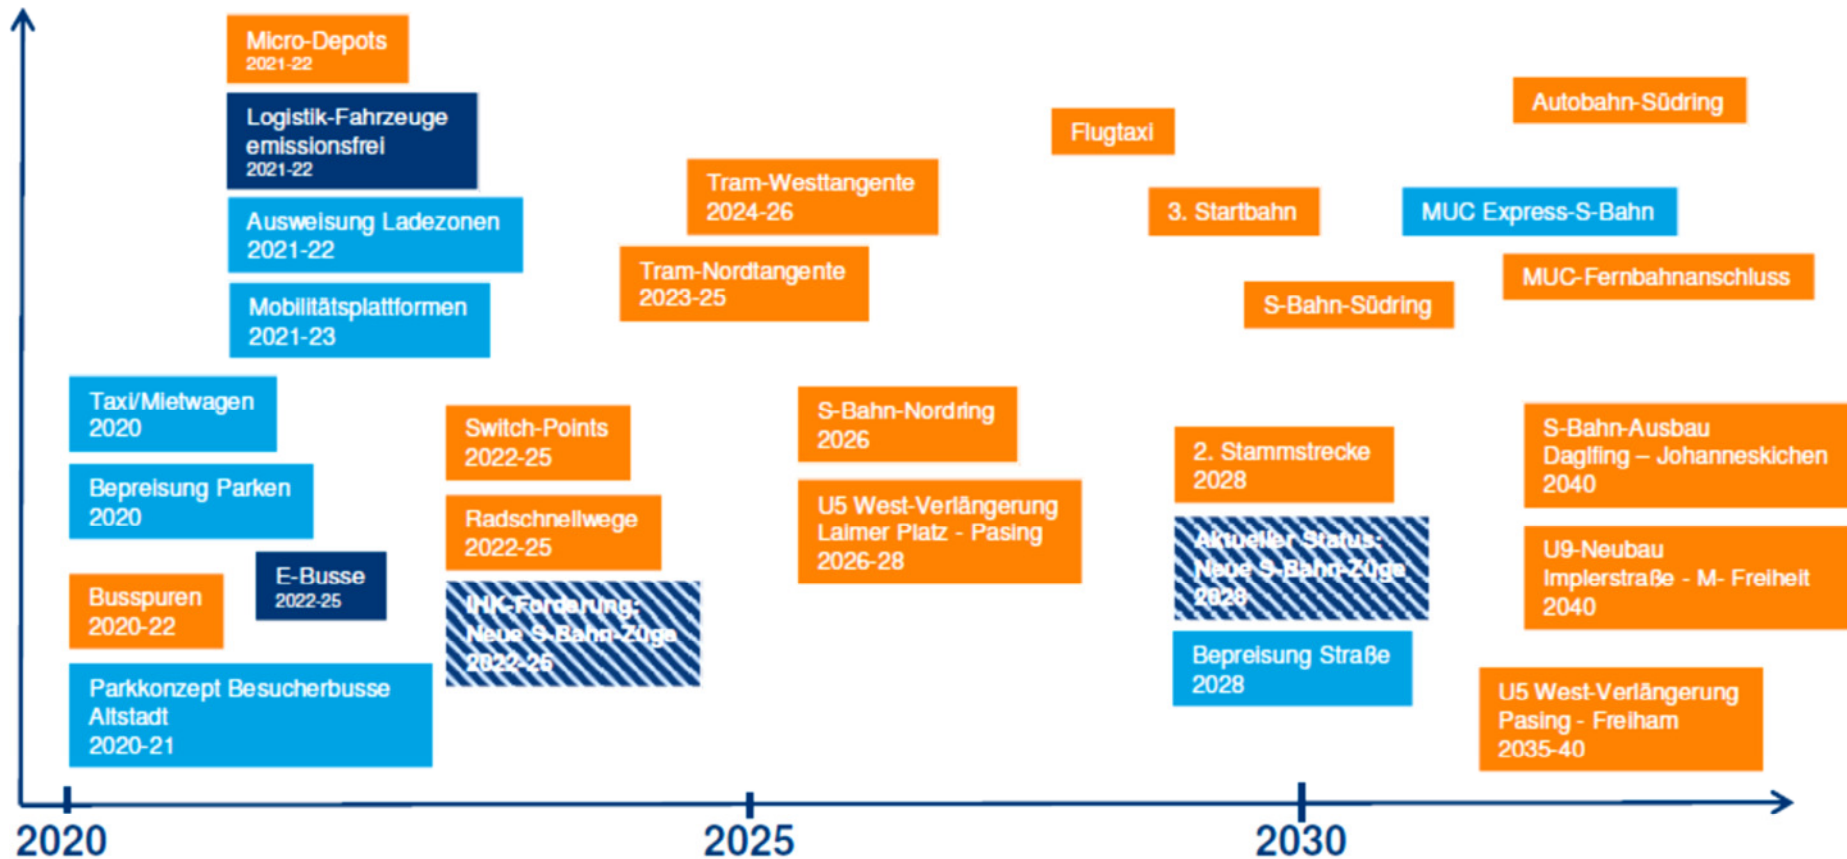 Micro-Depots
2021-22
Logistik-Fahrzeuge
emissionsfrei
2021-22
Ausweisung Ladezonen
2021-22
Mobilitätsplattformen
2021-23
Taxi/Mietwagen
2020
Bepreisung Parken
2020
Busspuren
2020-22
E-Busse
2022-25
Parkkonzept Besucherbusse
Altstadt
2020-21
Switch-Points
2022-25
Radschnellwege
2022-25
IHK-Forderung:
Neue S-Bahn-Züge
2022-25
Tram-Westtangente
2024-26
Tram-Nordtangente
2023-25
S-Bahn-Nordring
2026
U5 West-Verlängerung
Laimer Platz - Pasing
2026-28
Flugtaxi
3. Startbahn
S-Bahn-Südring
2. Stammstrecke
2028
Aktueller Status:
Neue S-Bahn-Züge
2028
Bepreisung Straße
2028
Autobahn-Südring
MUC Express-S-Bahn
MUC-Fernbahnanschluss
S-Bahn-Ausbau
Daglfing – Johanneskichen
2040
U9-Neubau
Implerstraße - M- Freiheit
2040
U5 West-Verlängerung
Pasing - Freiham
2035-40
2020
2025
2030